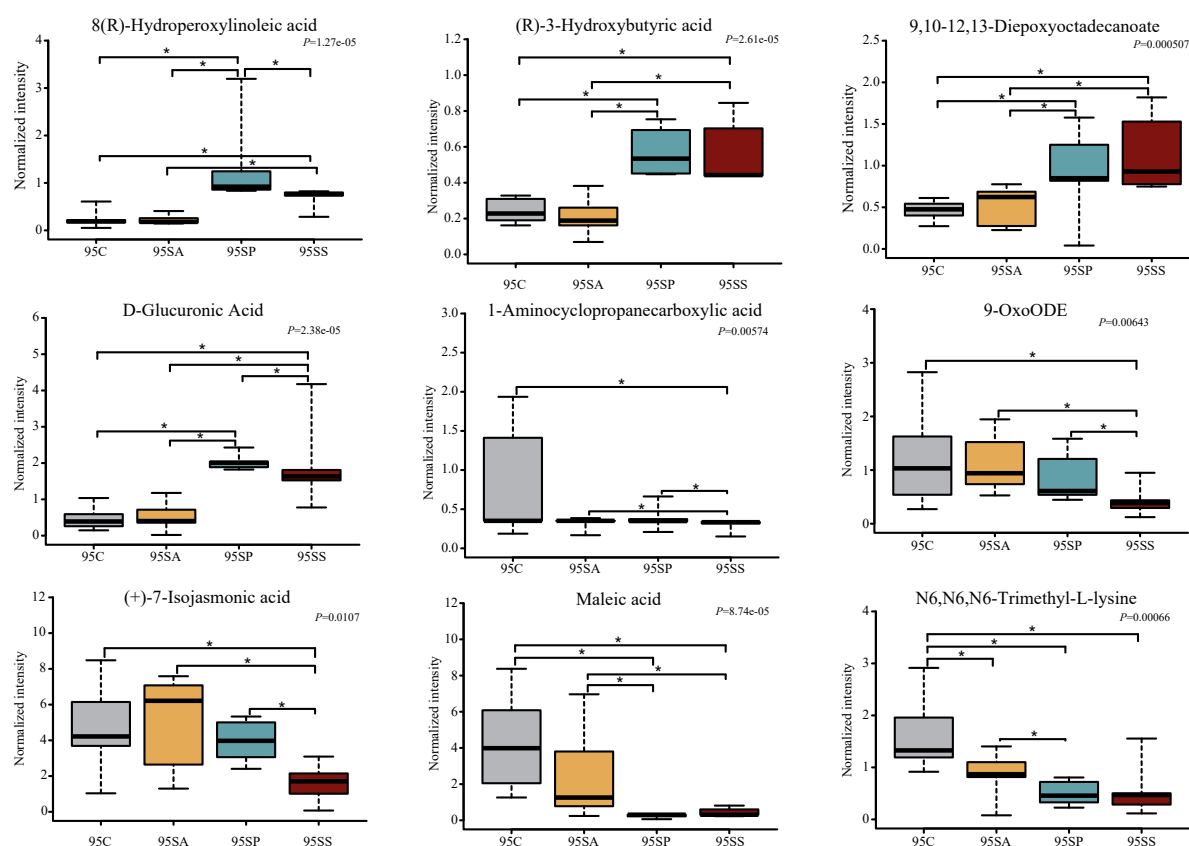 8(R)-Hydroperoxylinoleic acid
P=1.27e-05
Normalized intensity
4
3
2
1
0
* * * * *
95C 95SA 95SP 95SS
(R)-3-Hydroxybutyric acid
P=2.61e-05
Normalized intensity
1.2
1.0
0.8
0.6
0.4
0.2
0.0
* * * *
95C 95SA 95SP 95SS
9,10-12,13-Diepoxyoctadecanoate
P=0.000507
Normalized intensity
2.5
2.0
1.5
1.0
0.5
0.0
* * * *
95C 95SA 95SP 95SS
D-Glucuronic Acid
P=2.38e-05
Normalized intensity
6
5
4
3
2
1
0
* * * * *
95C 95SA 95SP 95SS
1-Aminocyclopropanecarboxylic acid
P=0.00574
Normalized intensity
3.0
2.5
2.0
1.5
1.0
0.5
0.0
* * *
95C 95SA 95SP 95SS
9-OxoODE
P=0.00643
Normalized intensity
4
3
2
1
0
* * *
95C 95SA 95SP 95SS
(+)-7-Isojasmonic acid
P=0.0107
Normalized intensity
12
10
8
6
4
2
0
* * *
95C 95SA 95SP 95SS
Maleic acid
P=8.74e-05
Normalized intensity
12
10
8
6
4
2
0
* * * *
95C 95SA 95SP 95SS
N6,N6,N6-Trimethyl-L-lysine
P=0.00066
Normalized intensity
4
3
2
1
0
* * * *
95C 95SA 95SP 95SS